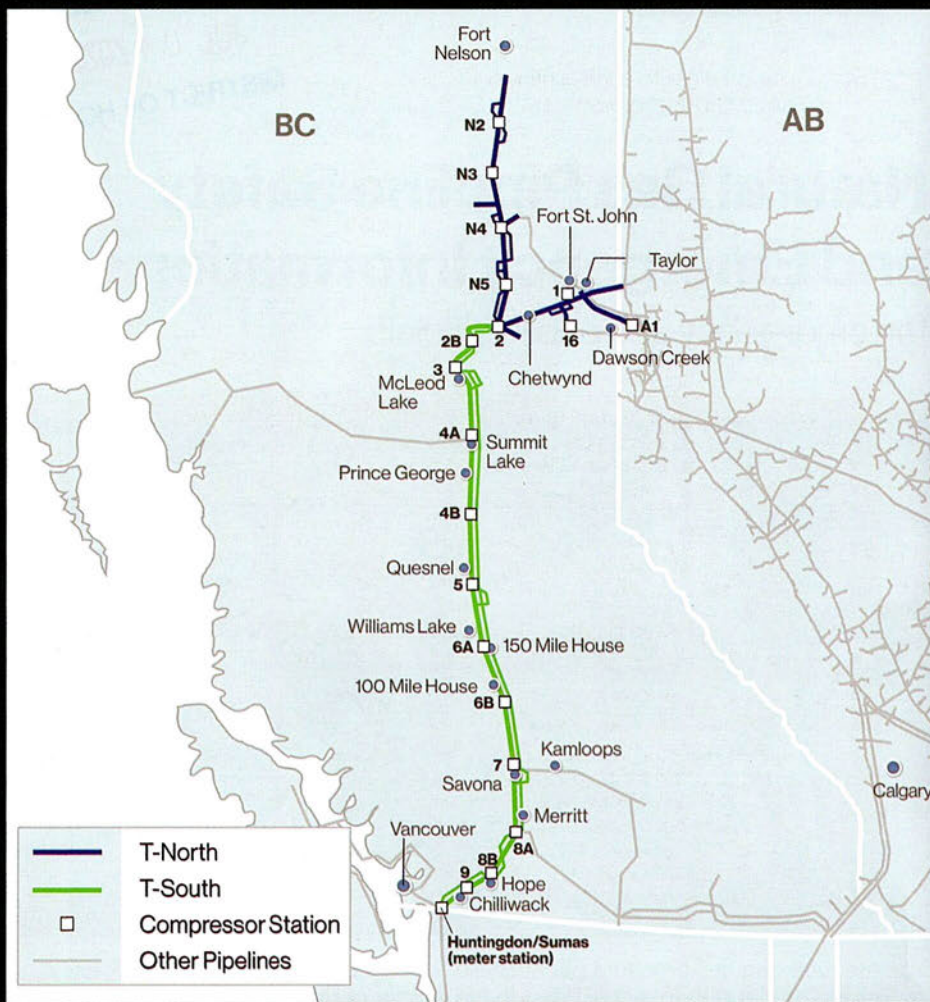 Fort
Nelson
BC
AB
N2
N3
Fort St. John
N4
Taylor
N5
1
2B
2
16
A1
Dawson Creek
3
Chetwynd
McLeod
Lake
4A
Summit
Lake
Prince George
4B
Quesnel
5
Williams Lake
6A
150 Mile House
100 Mile House
6B
7
Kamloops
Savona
Calgary
Merritt
Vancouver
8A
8B
9
Hope
Chilliwack
Huntingdon/Sumas
(meter station)
T-North
T-South
Compressor Station
Other Pipelines